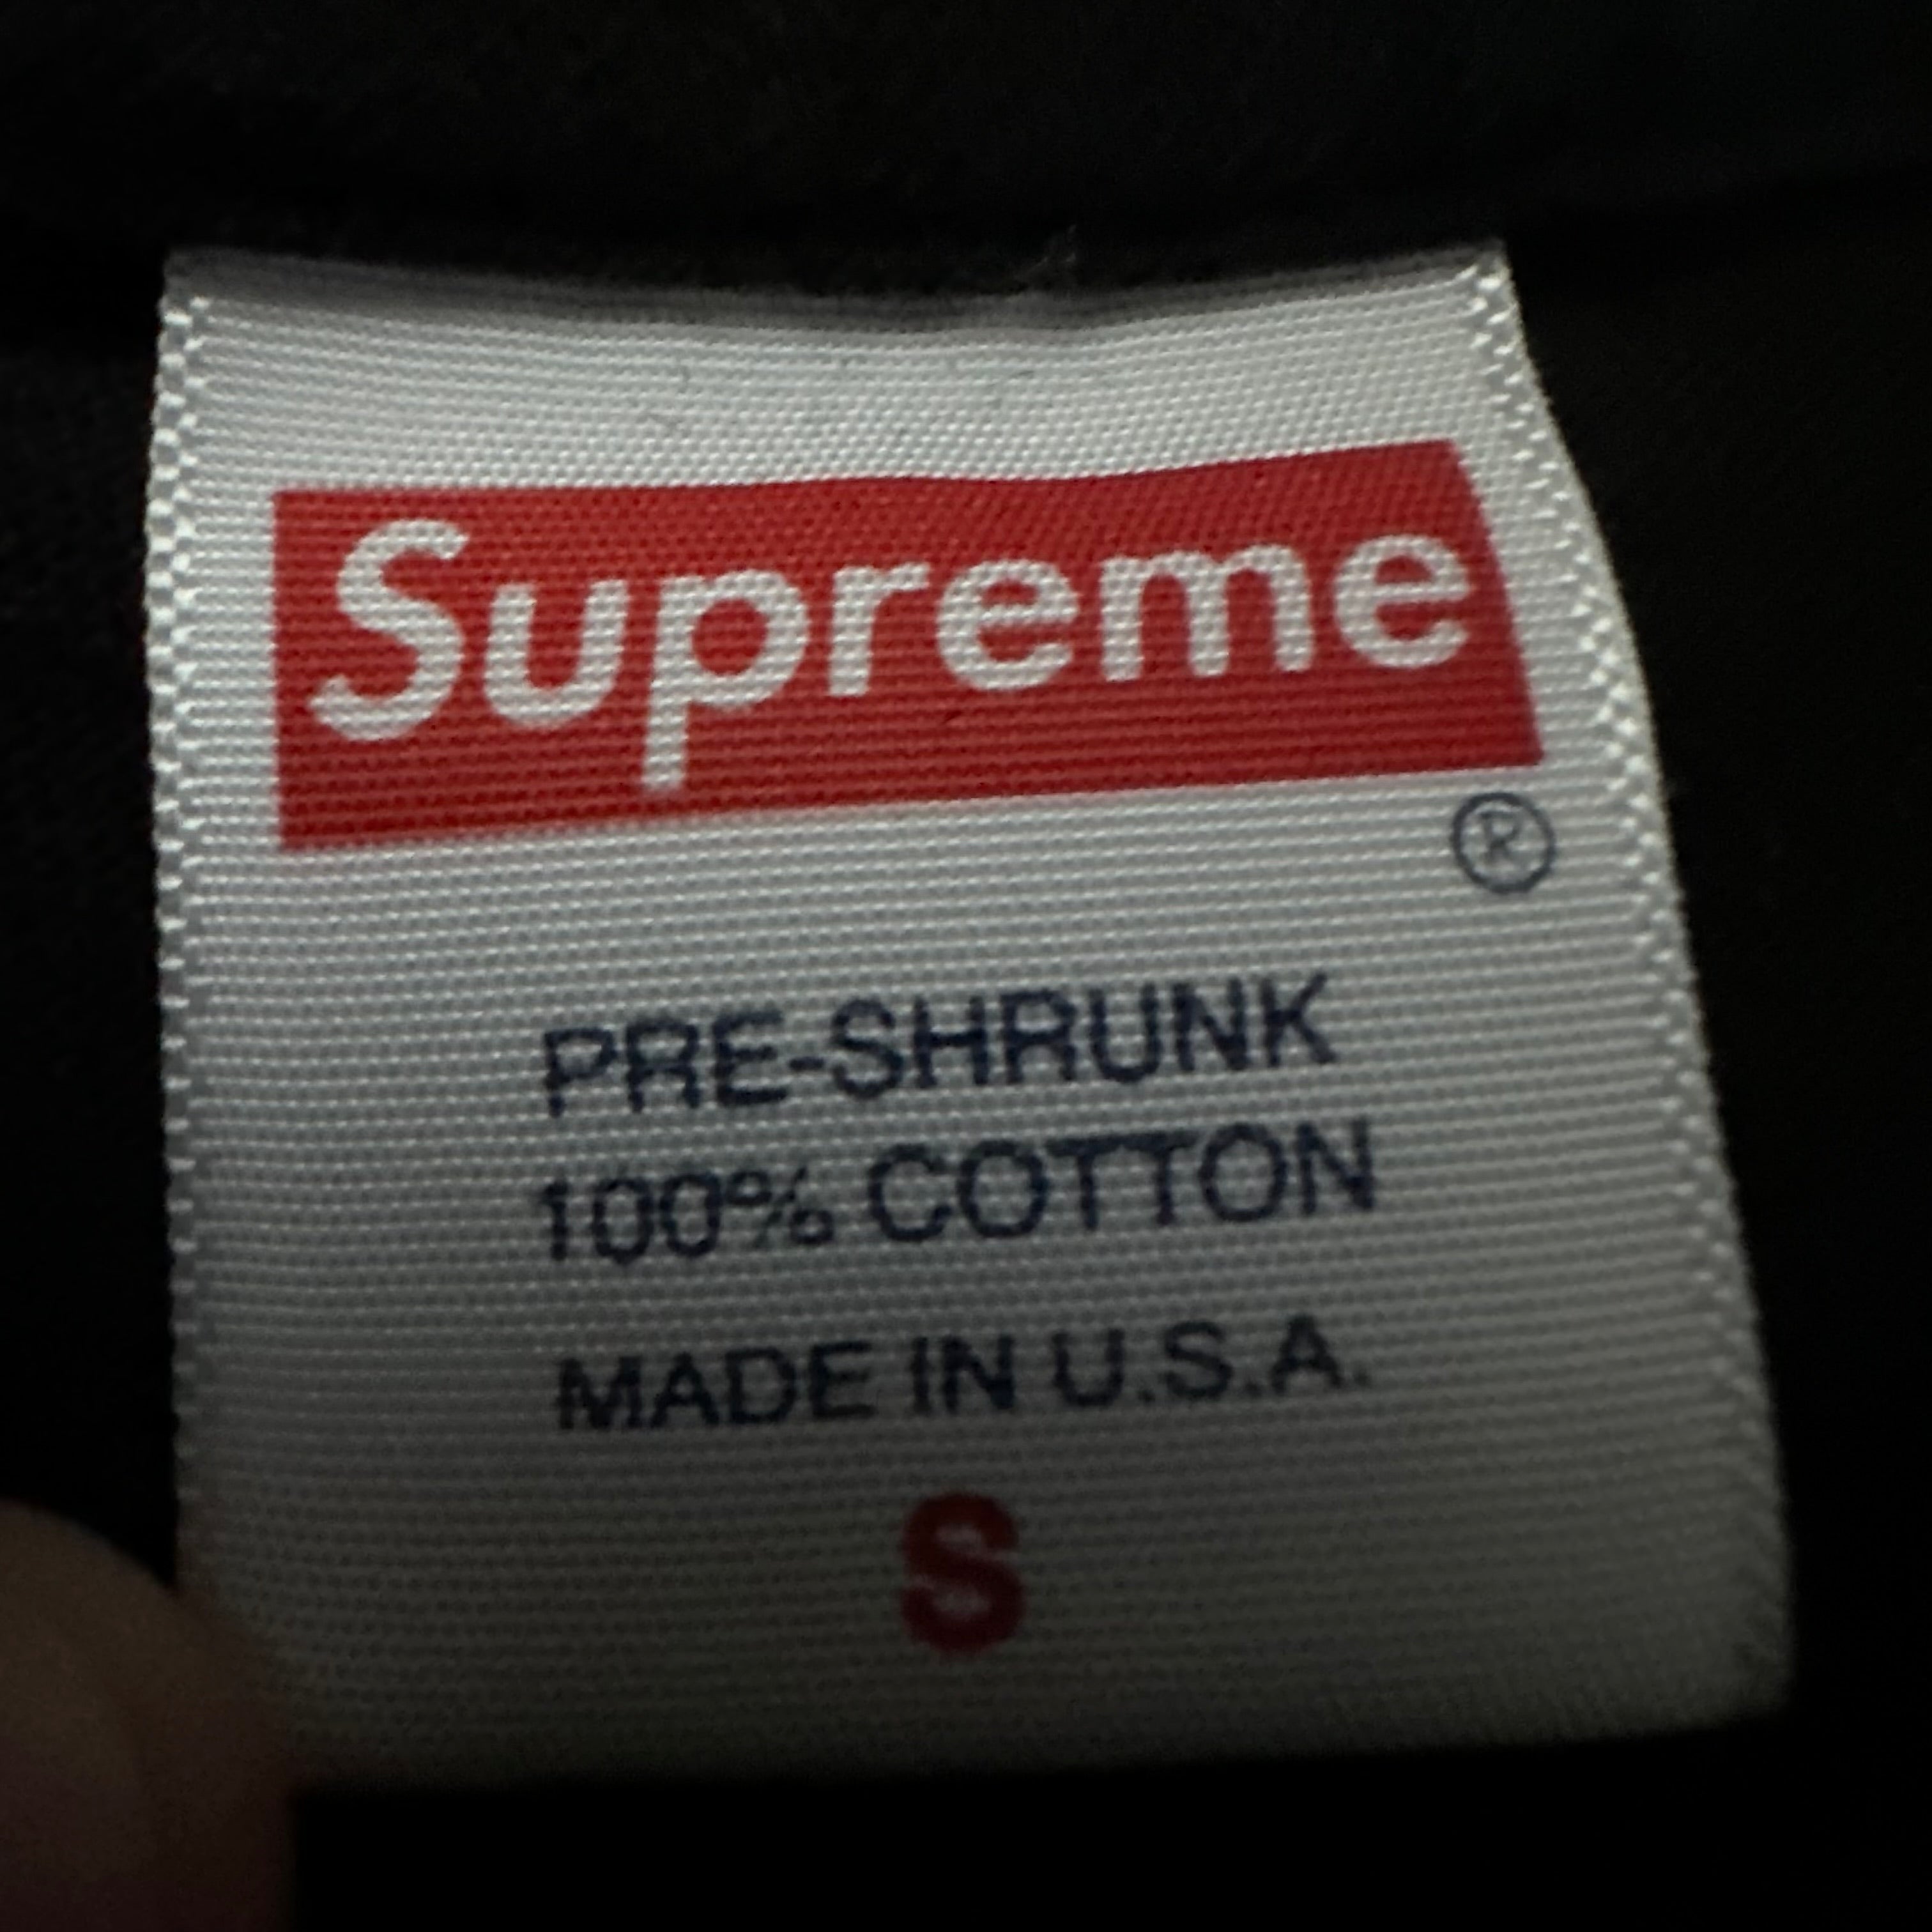 Supreme
®
PRE-SHRUNK
100% COTTON
MADE IN U.S.A.
S